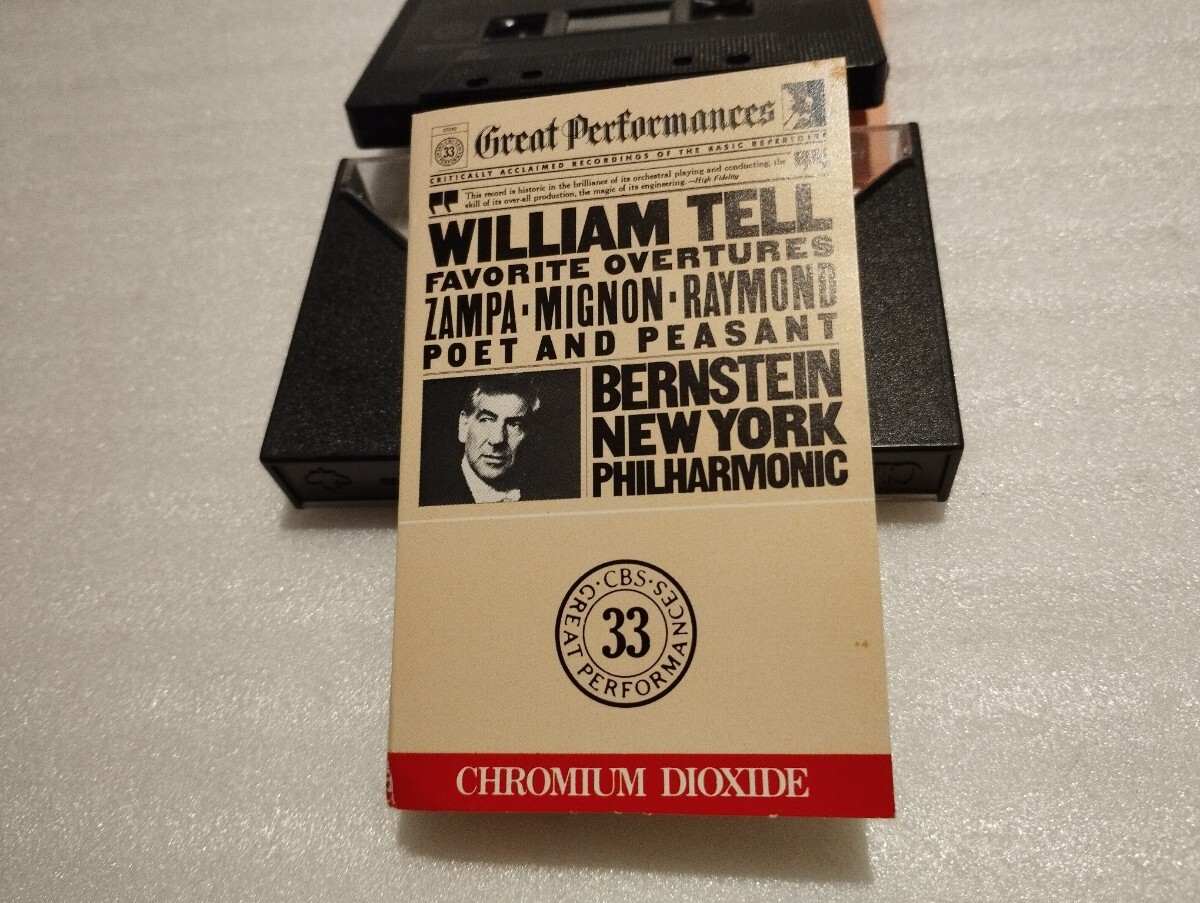 33
Great Performances
CRITICALLY ACCLAIMED RECORDINGS OF THE BASIC REPERTOIRE
This record is historic in the brilliance of its orchestral playing and conducting, the
skill of its over-all production, the magic of its engineering. —High Fidelity
WILLIAM TELL
FAVORITE OVERTURES
ZAMPA · MIGNON · RAYMOND
POET AND PEASANT
BERNSTEIN
NEW YORK
PHILHARMONIC
· CBS ·
GREAT PERFORMANCES
33
CHROMIUM DIOXIDE